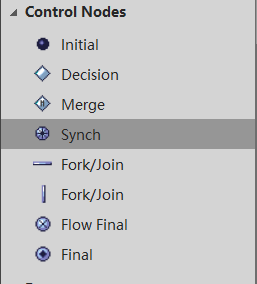 Control Nodes
Initial
Decision
Merge
Synch
Fork/Join
Fork/Join
Flow Final
Final